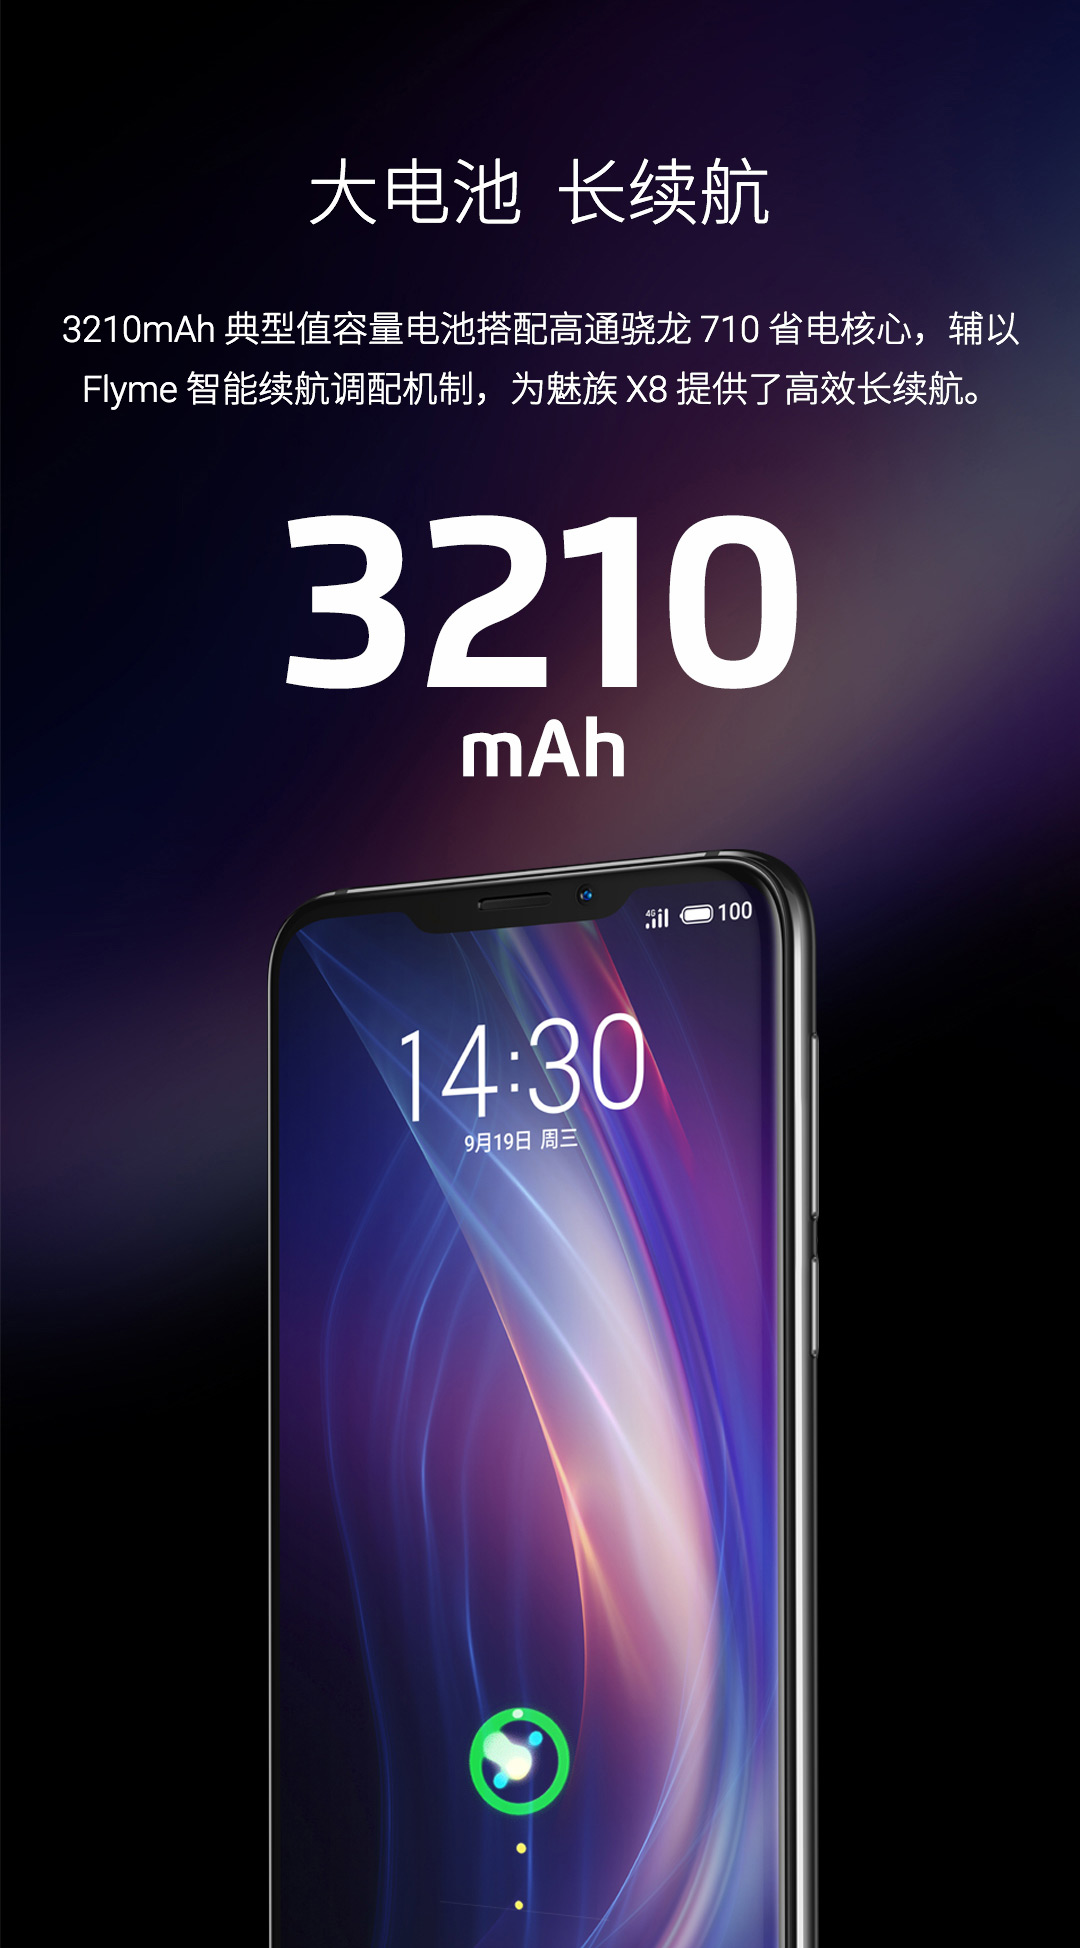 大电池 长续航
3210mAh 典型值容量电池搭配高通骁龙 710 省电核心，辅以
Flyme 智能续航调配机制，为魅族 X8 提供了高效长续航。
3210
mAh
4G 100
14:30
9月19日 周三